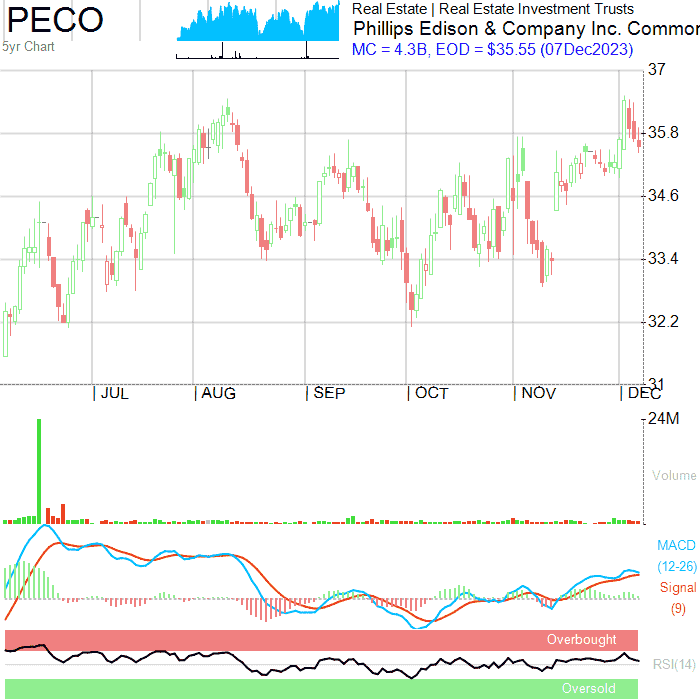 PECO
5yr Chart
Real Estate | Real Estate Investment Trusts
Phillips Edison & Company Inc. Common
MC = 4.3B, EOD = $35.55 (07Dec2023)
37
35.8
34.6
33.4
32.2
31
| JUL | AUG | SEP | OCT | NOV | DEC
24M
Volume
MACD
(12-26)
Signal
(9)
Overbought
RSI(14)
Oversold